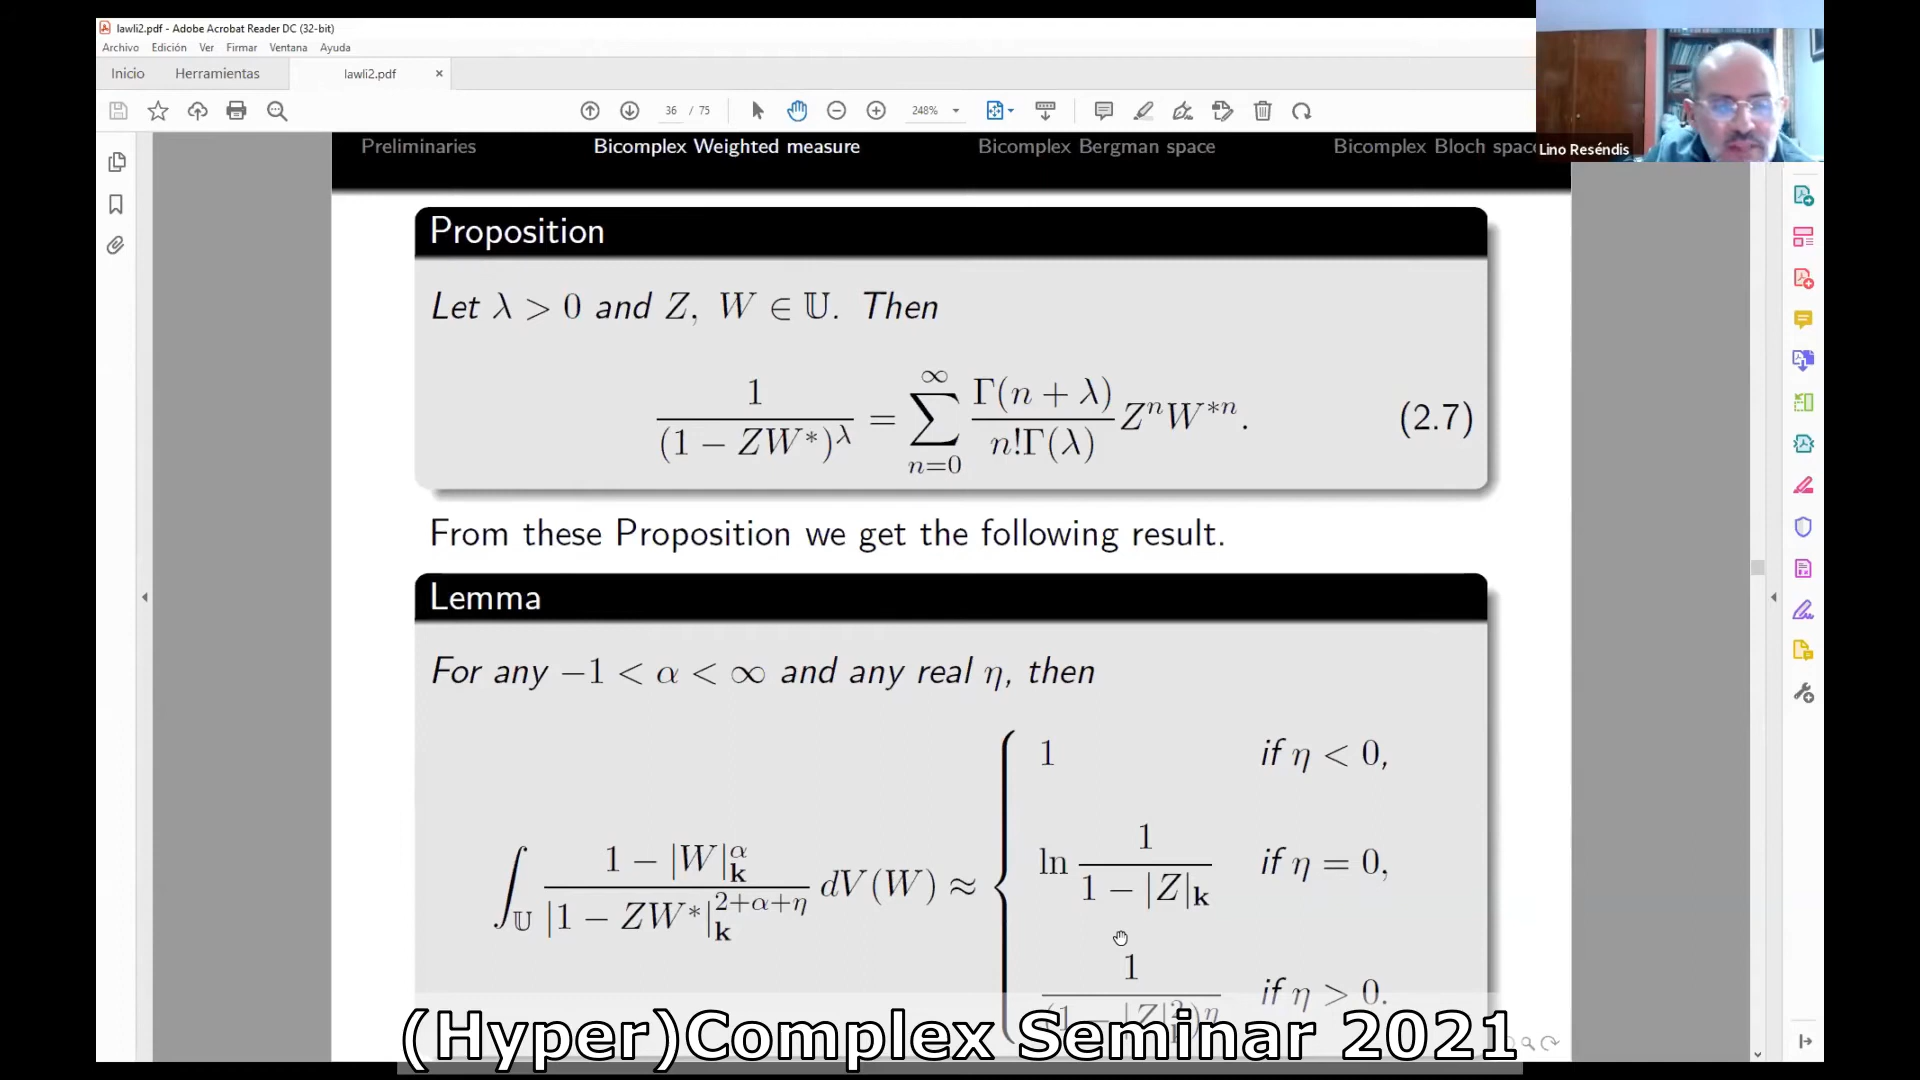 lawli2.pdf - Adobe Acrobat Reader DC (32-bit)
Archivo Edición Ver Firmar Ventana Ayuda
Inicio Herramientas lawli2.pdf ×
36 / 75 248%
Lino Reséndis
Preliminaries Bicomplex Weighted measure Bicomplex Bergman space Bicomplex Bloch space
Proposition
Let λ > 0 and Z, W ∈ 𝕌. Then
1/(1 − ZW*)^λ = ∑_{n=0}^{∞} Γ(n + λ)/(n!Γ(λ)) Z^n W^{*n}. (2.7)
From these Proposition we get the following result.
Lemma
For any −1 < α < ∞ and any real η, then
∫_𝕌 (1 − |W|_𝐤^α)/(|1 − ZW*|_𝐤^{2+α+η}) dV(W) ≈ { 1 if η < 0,
ln 1/(1 − |Z|_𝐤) if η = 0,
1/(1 − |Z|_𝐤^2)^η if η > 0.
(Hyper)Complex Seminar 2021